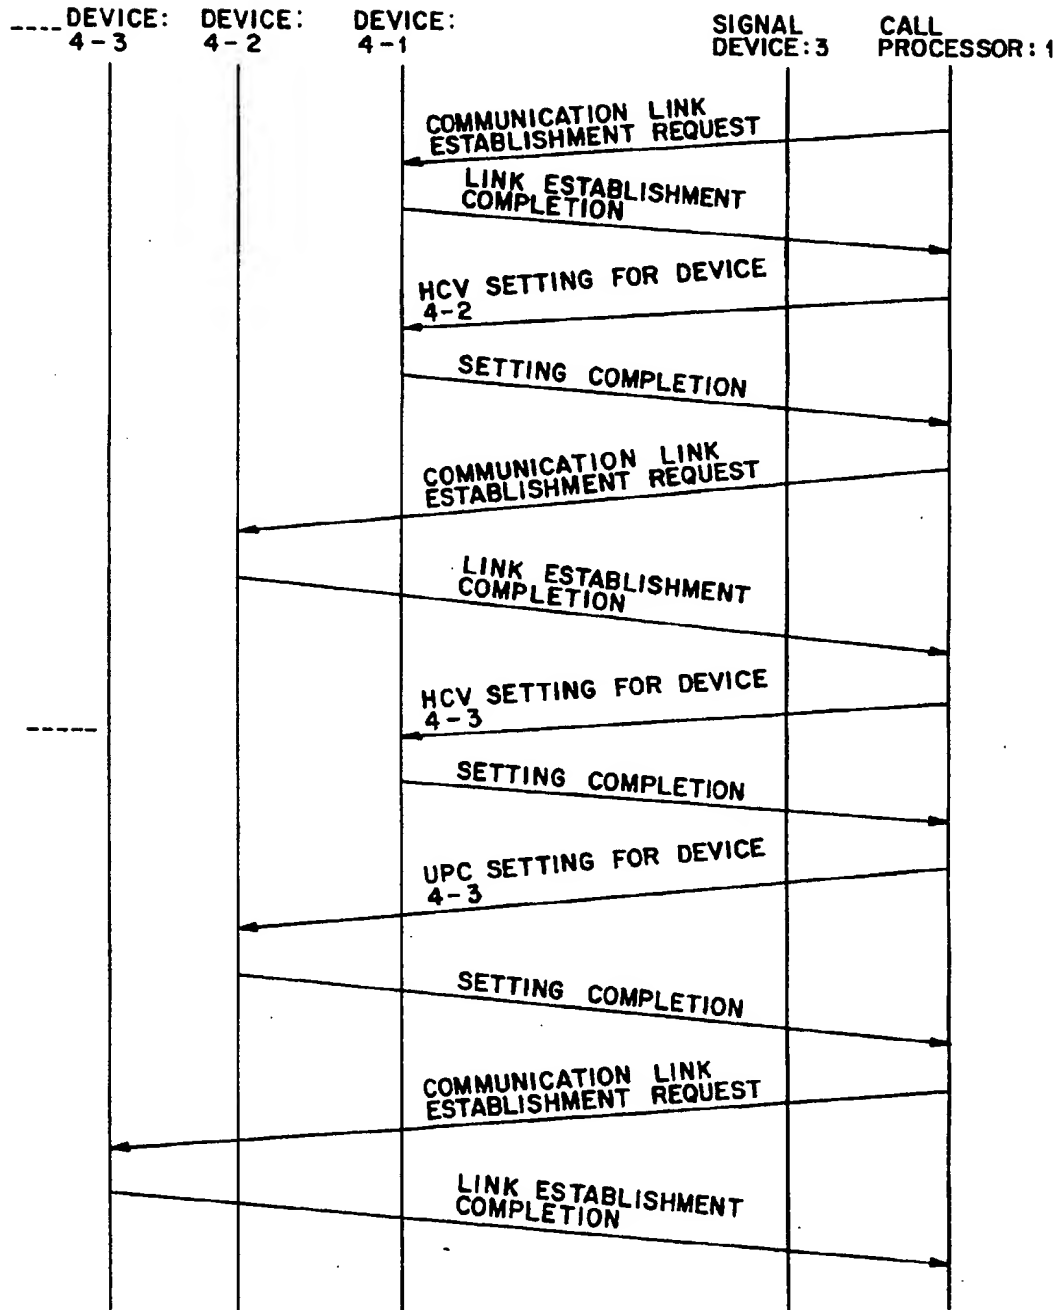 DEVICE: 4-3
DEVICE: 4-2
DEVICE: 4-1
SIGNAL DEVICE:3
CALL PROCESSOR:1
COMMUNICATION LINK
ESTABLISHMENT REQUEST
LINK ESTABLISHMENT
COMPLETION
HCV SETTING FOR DEVICE
4-2
SETTING COMPLETION
COMMUNICATION LINK
ESTABLISHMENT REQUEST
LINK ESTABLISHMENT
COMPLETION
HCV SETTING FOR DEVICE
4-3
SETTING COMPLETION
UPC SETTING FOR DEVICE
4-3
SETTING COMPLETION
COMMUNICATION LINK
ESTABLISHMENT REQUEST
LINK ESTABLISHMENT
COMPLETION